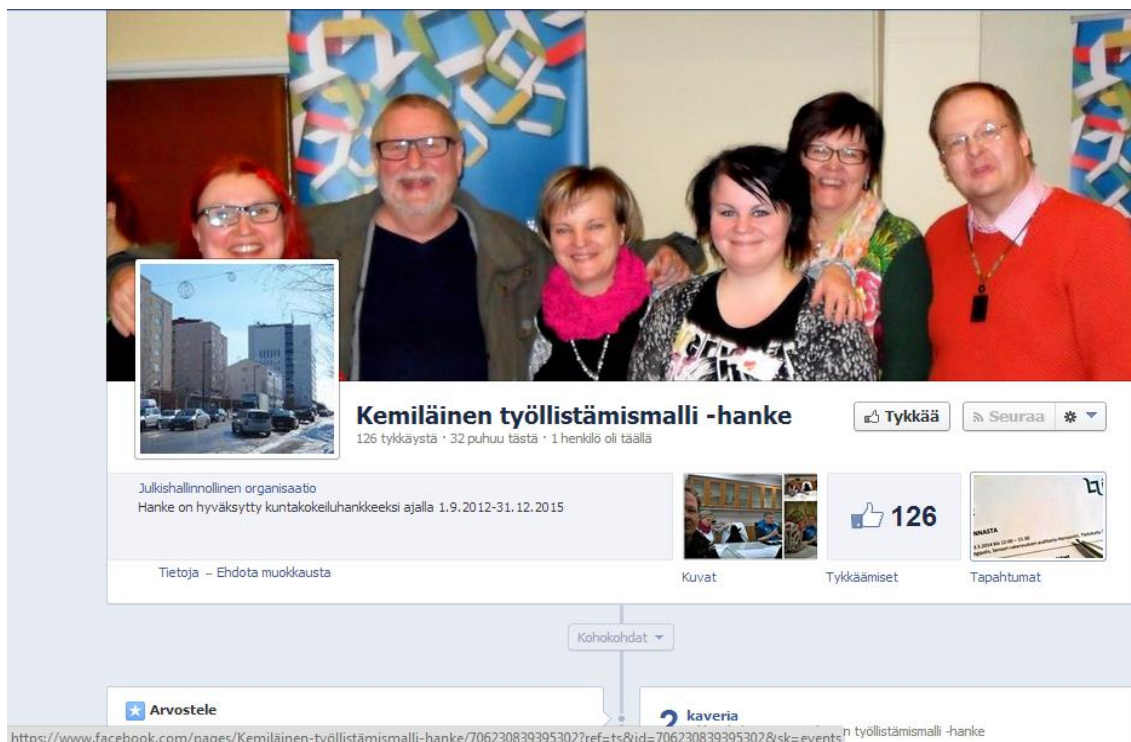 Kemiläinen työllistämismalli -hanke
126 tykkäystä · 32 puhuu tästä · 1 henkilö oli täällä
Tykkää
Seuraa
Julkishallinnollinen organisaatio
Hanke on hyväksytty kuntakokeiluhankkeeksi ajalla 1.9.2012-31.12.2015
126
Tietoja – Ehdota muokkausta
Kuvat
Tykkäämiset
Tapahtumat
Kohokohdat
Arvostele
2 kaveria
n työllistämismalli -hanke
https://www.facebook.com/pages/Kemiläinen-työllistämismalli-hanke/706230839395302?ref=ts&id=706230839395302&sk=events